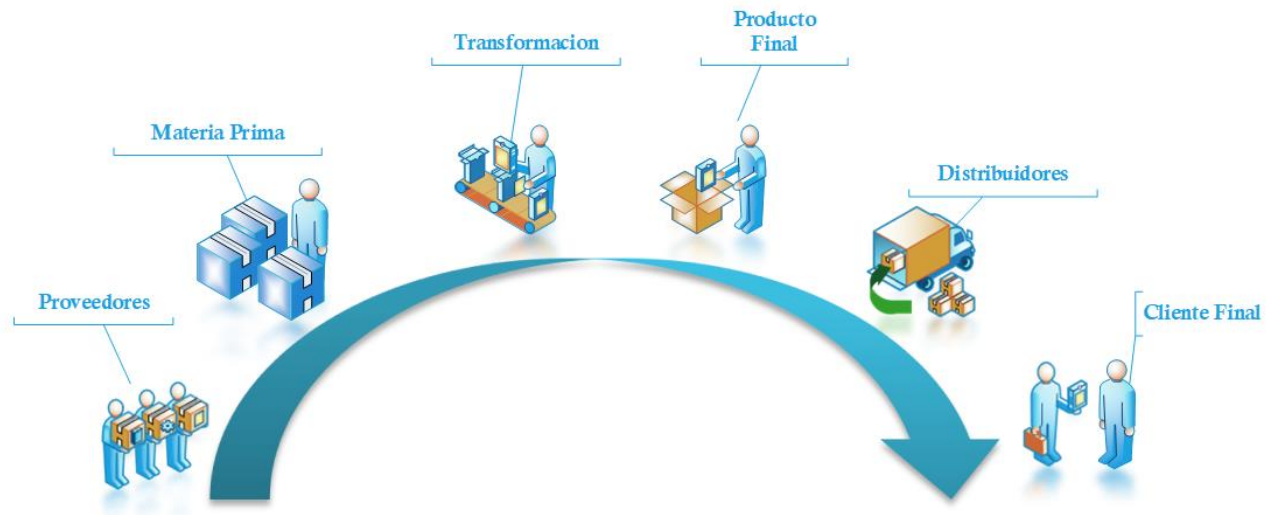 Proveedores
Materia Prima
Transformacion
Producto
Final
Distribuidores
Cliente Final